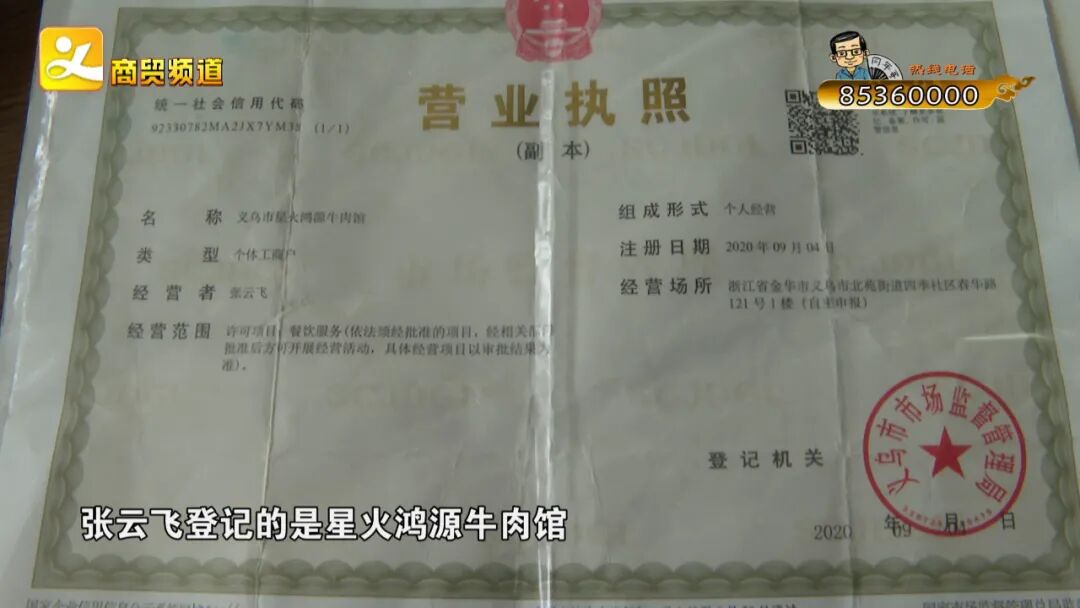 商贸频道
热线电话
85360000
统一社会信用代码
92330782MA2JX7YM38 (1/1)
营业执照
(副本)
名称 义乌市星火鸿源牛肉馆
类型 个体工商户
经营者 张云飞
经营范围 许可项目：餐饮服务(依法须经批准的项目，经相关部门
批准后方可开展经营活动，具体经营项目以审批结果为
准)。
组成形式 个人经营
注册日期 2020年09月04日
经营场所 浙江省金华市义乌市北苑街道四季社区春华路
121号1楼（自主申报）
登记机关
义乌市市场监督管理局
2020 年 09 月 日
张云飞登记的是星火鸿源牛肉馆